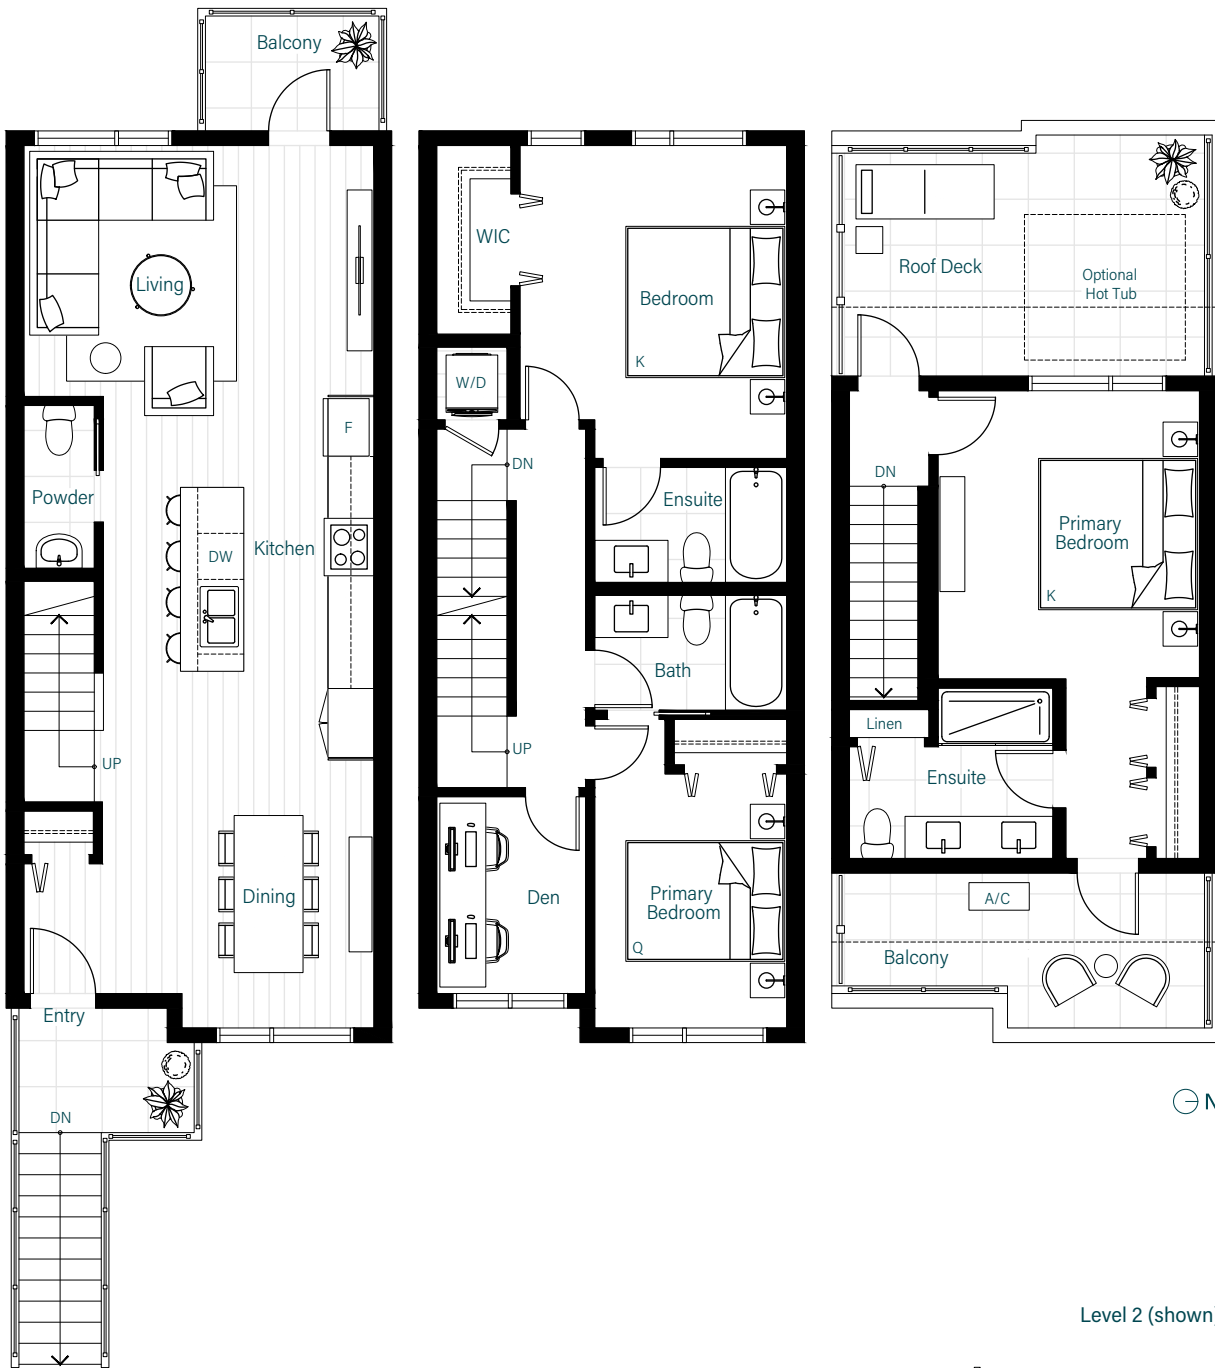 Balcony
Living
F
Powder
DW
Kitchen
UP
Dining
Entry
DN
WIC
Bedroom
K
W/D
DN
Ensuite
Bath
UP
Den
Primary
Bedroom
Q
Roof Deck
Optional
Hot Tub
DN
Primary
Bedroom
K
Linen
Ensuite
A/C
Balcony
N
Level 2 (shown)